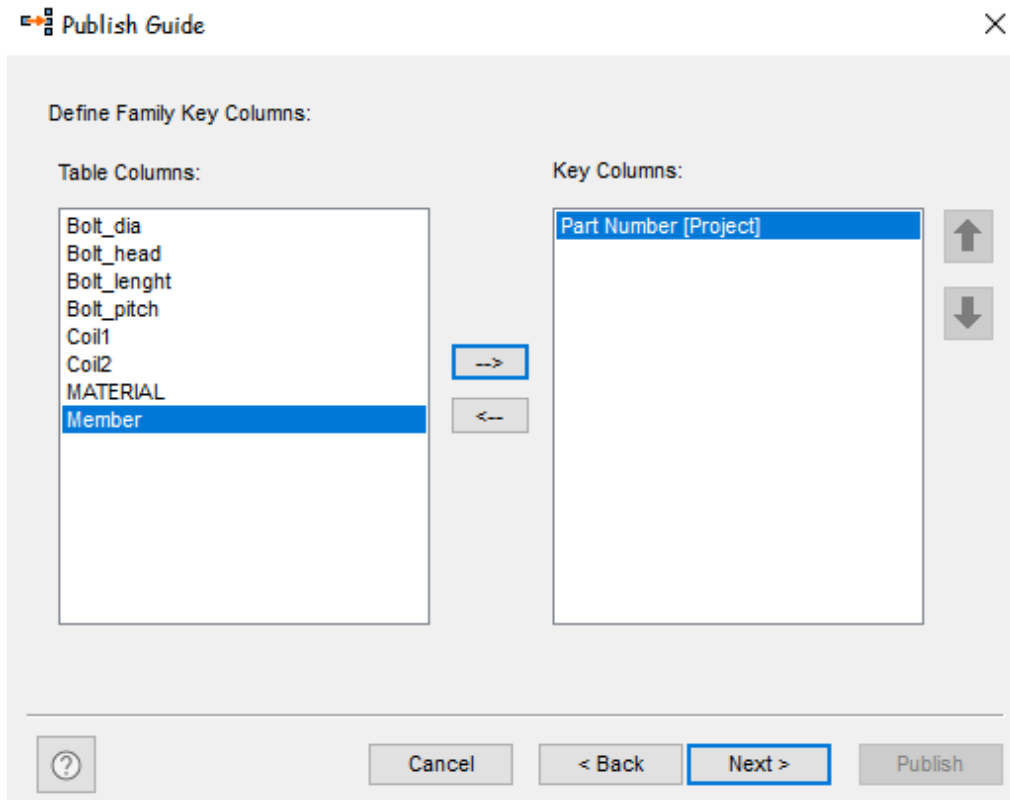 Publish Guide
Define Family Key Columns:
Table Columns:
Key Columns:
Bolt_dia
Bolt_head
Bolt_lenght
Bolt_pitch
Coil1
Coil2
MATERIAL
Member
Part Number [Project]
-->
<--
?
Cancel
< Back
Next >
Publish